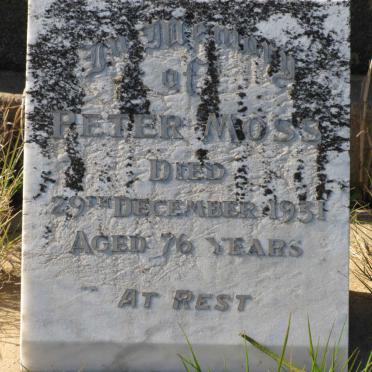 In Memory
of
PETER MOSS
DIED
29TH DECEMBER 1951
AGED 76 YEARS
AT REST